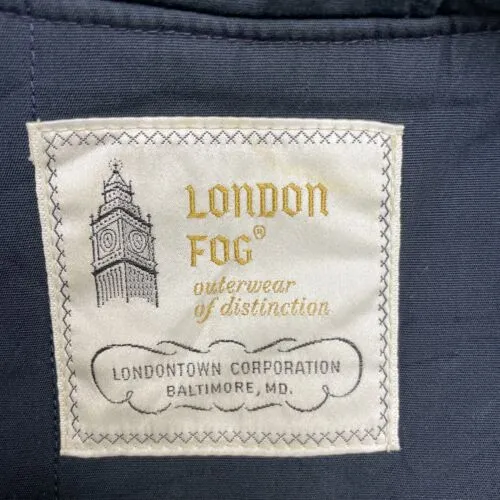 LONDON
FOG®
outerwear
of distinction
LONDONTOWN CORPORATION
BALTIMORE, MD.